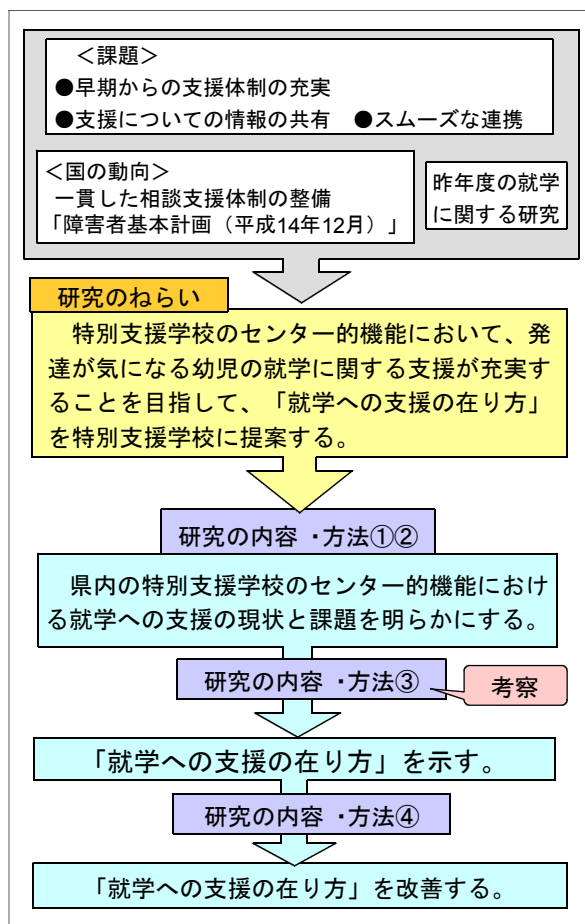 ＜課題＞
●早期からの支援体制の充実
●支援についての情報の共有　●スムーズな連携
＜国の動向＞
一貫した相談支援体制の整備
「障害者基本計画（平成14年12月）」
昨年度の就学
に関する研究
研究のねらい
特別支援学校のセンター的機能において、発
達が気になる幼児の就学に関する支援が充実す
ることを目指して、「就学への支援の在り方」
を特別支援学校に提案する。
研究の内容・方法①②
県内の特別支援学校のセンター的機能におけ
る就学への支援の現状と課題を明らかにする。
研究の内容・方法③
考察
「就学への支援の在り方」を示す。
研究の内容・方法④
「就学への支援の在り方」を改善する。